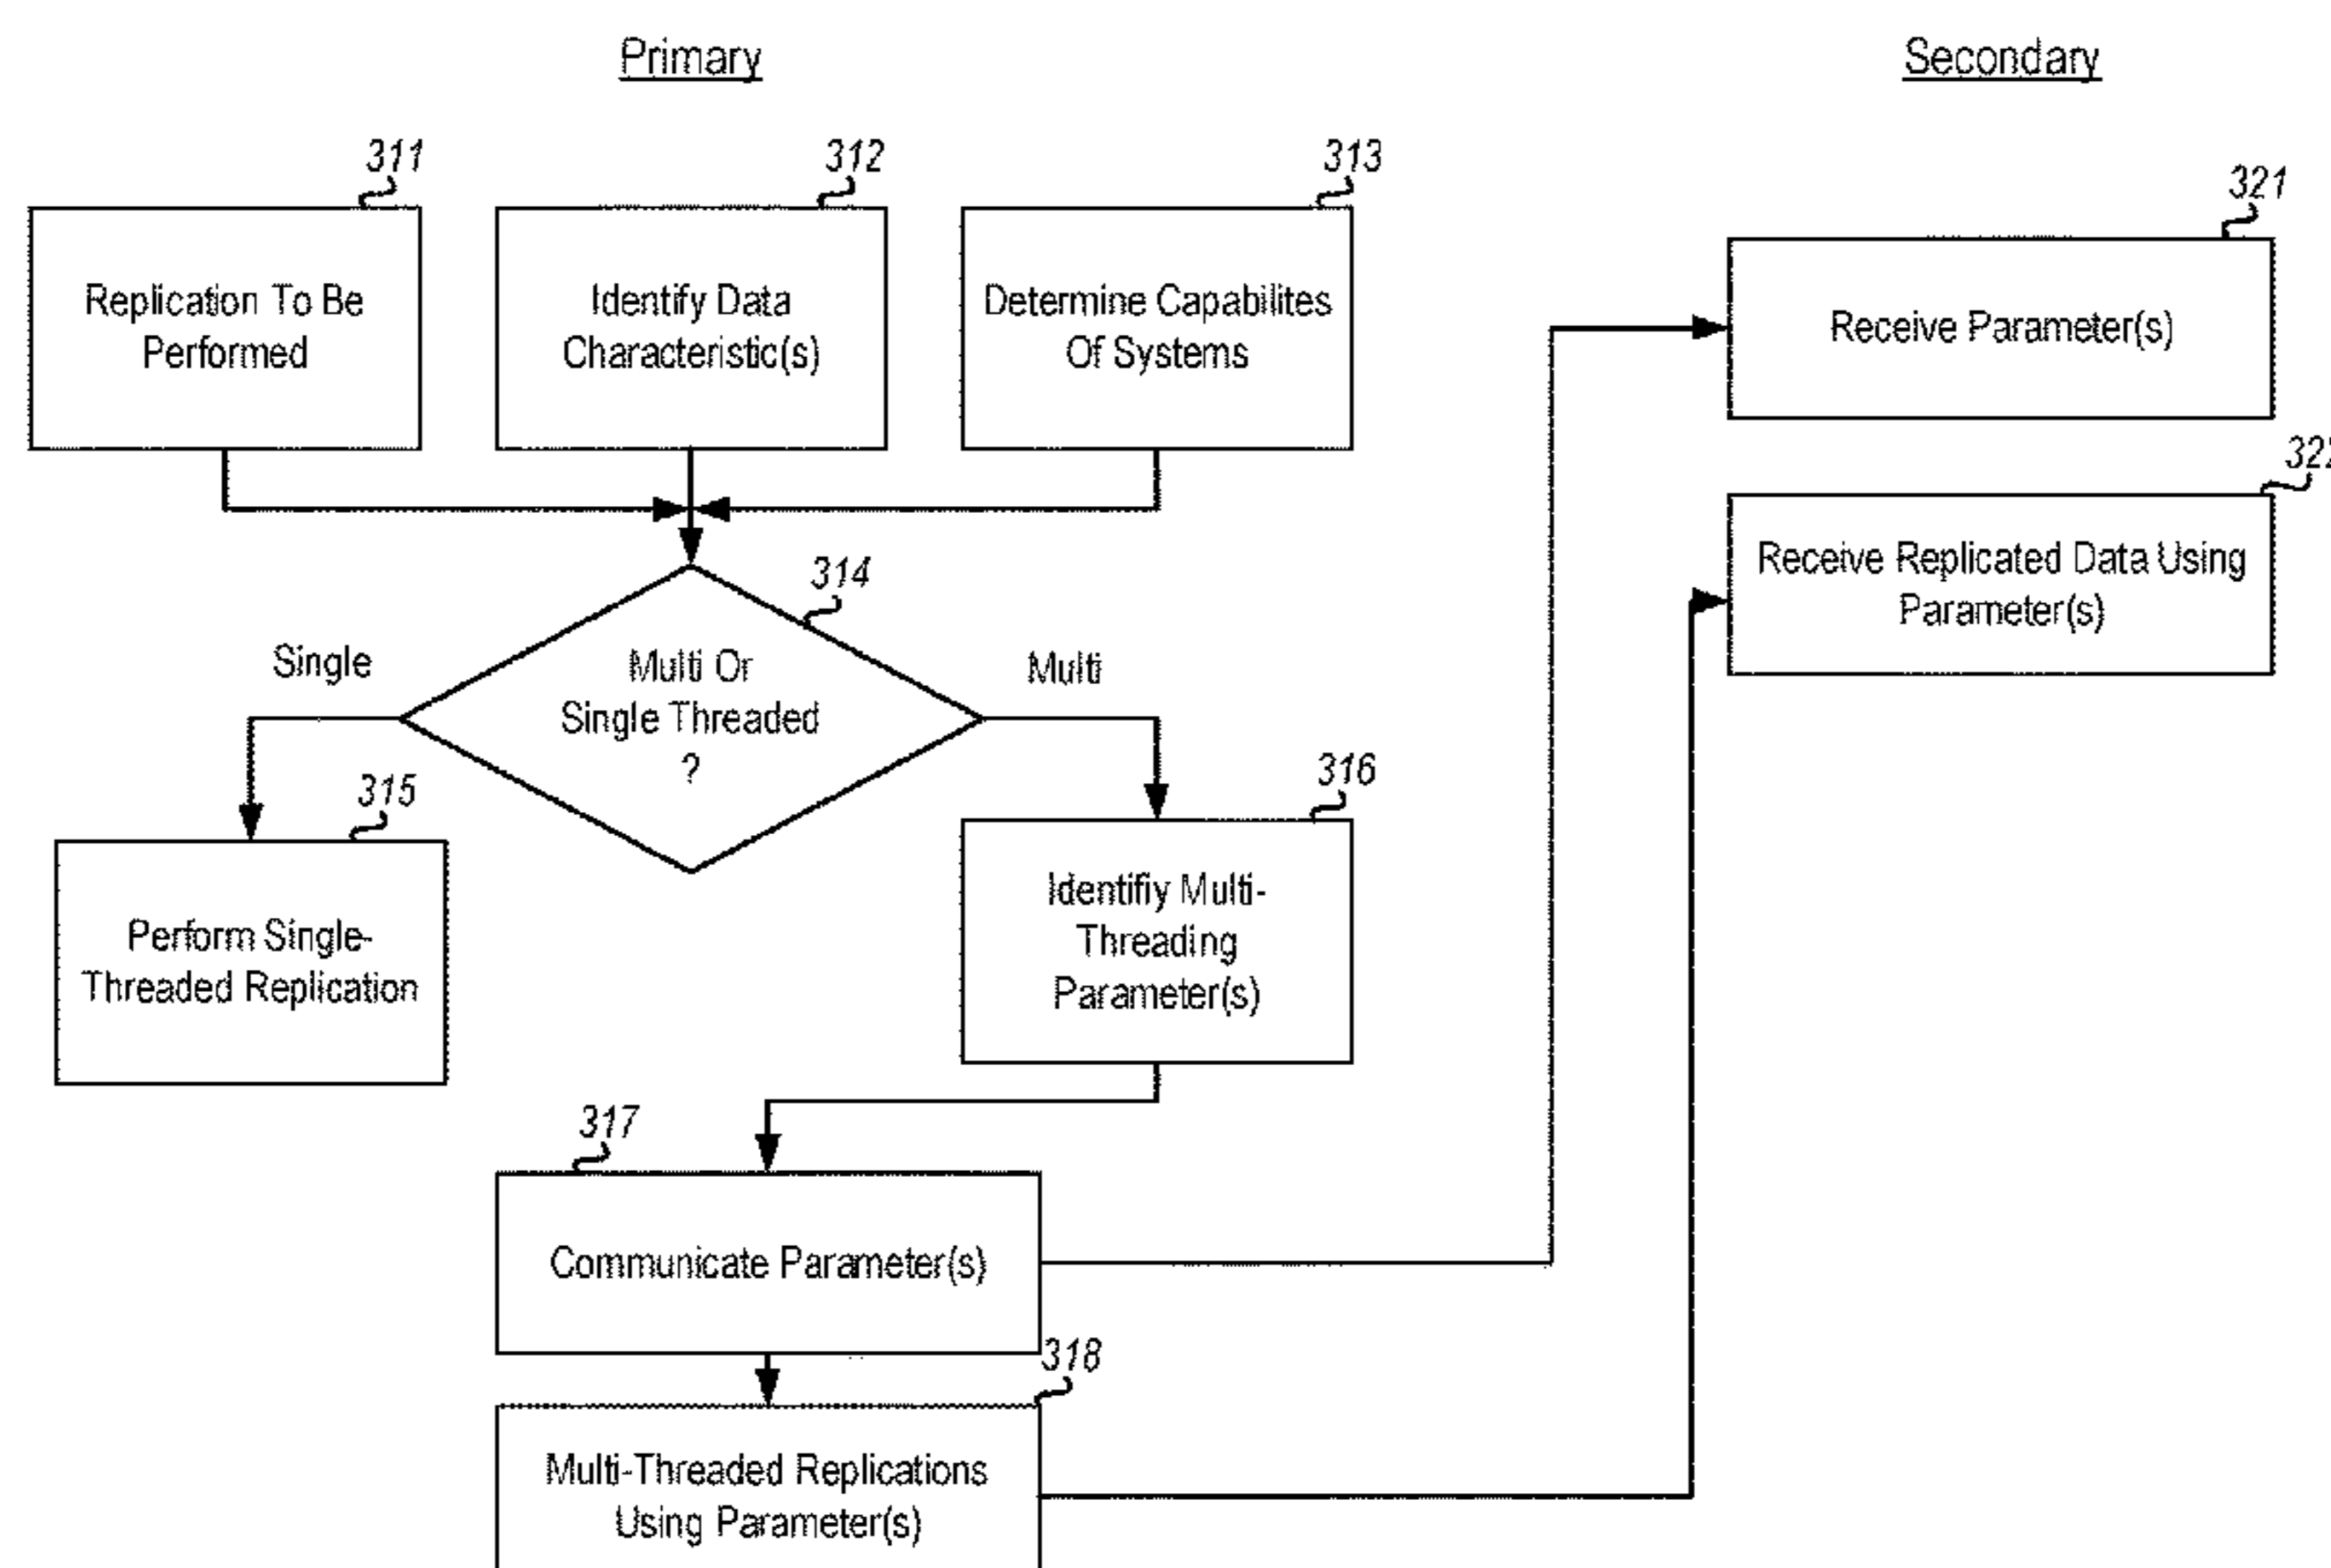 Primary
Secondary
311
312
313
321
Replication To Be
Performed
Identify Data
Characteristic(s)
Determine Capabilites
Of Systems
Receive Parameter(s)
322
Receive Replicated Data Using
Parameter(s)
314
Single
Multi Or
Single Threaded
?
Multi
315
316
Perform Single-
Threaded Replication
Identifiy Multi-
Threading
Parameter(s)
317
Communicate Parameter(s)
318
Multi-Threaded Replications
Using Parameter(s)